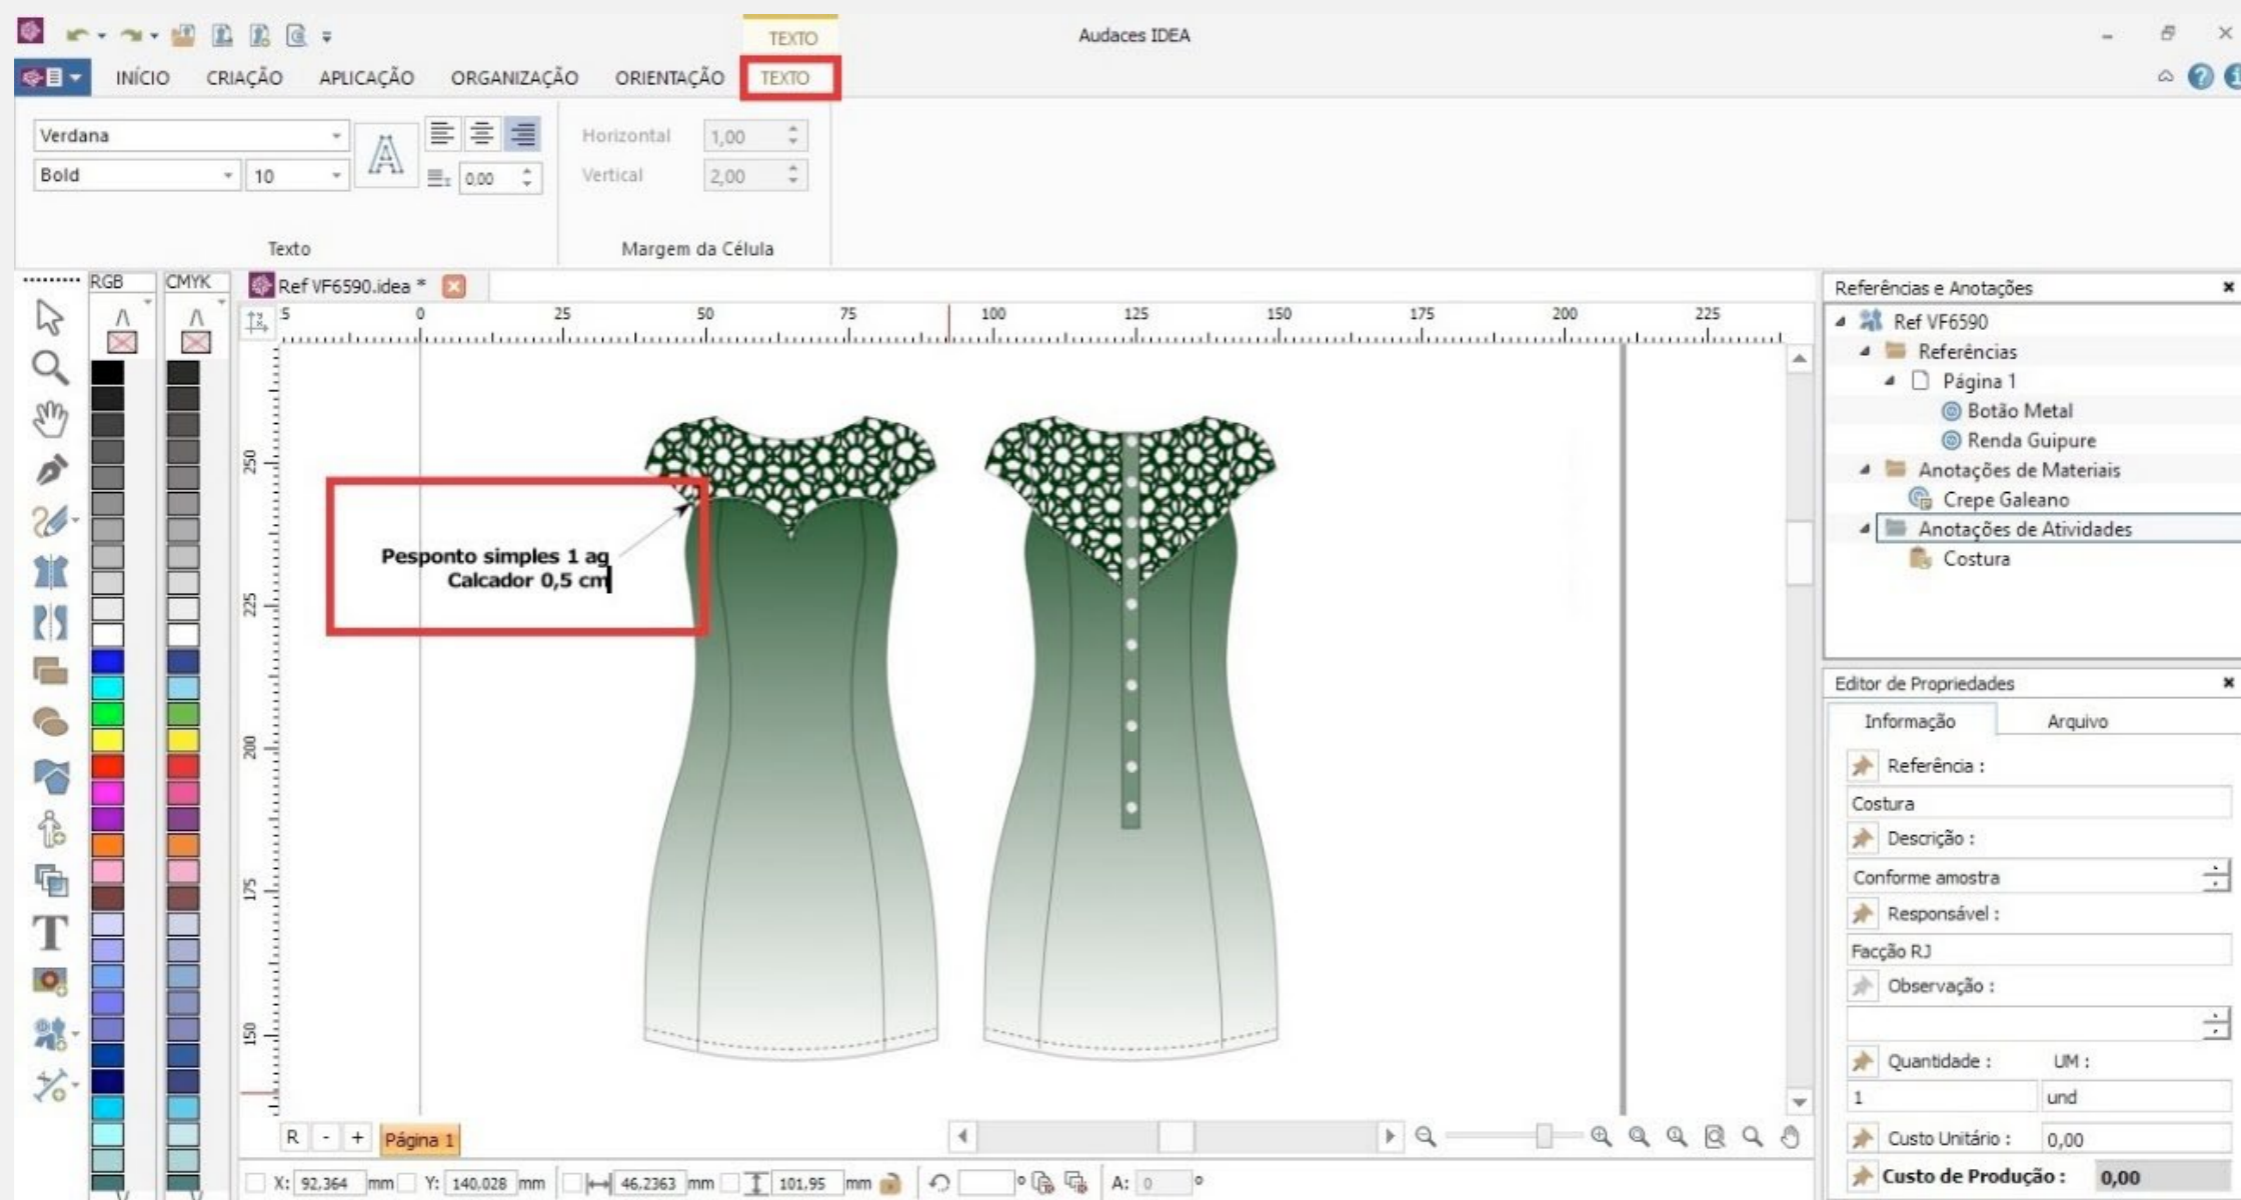 TEXTO
Audaces IDEA
INÍCIO CRIAÇÃO APLICAÇÃO ORGANIZAÇÃO ORIENTAÇÃO TEXTO
Verdana
Horizontal 1,00
Bold 10
0,00
Vertical 2,00
Texto
Margem da Célula
RGB
CMYK
Ref VF6590.idea *
5 0 25 50 75 100 125 150 175 200 225
250
225
200
175
150
Pesponto simples 1 ag
Calcador 0,5 cm
Referências e Anotações
Ref VF6590
Referências
Página 1
Botão Metal
Renda Guipure
Anotações de Materiais
Crepe Galeano
Anotações de Atividades
Costura
Editor de Propriedades
Informação Arquivo
Referência :
Costura
Descrição :
Conforme amostra
Responsável :
Facção RJ
Observação :
Quantidade : UM :
1 und
Custo Unitário : 0,00
Custo de Produção : 0,00
R - + Página 1
X: 92,364 mm Y: 140,028 mm 46,2363 mm 101,95 mm ° A: 0 °